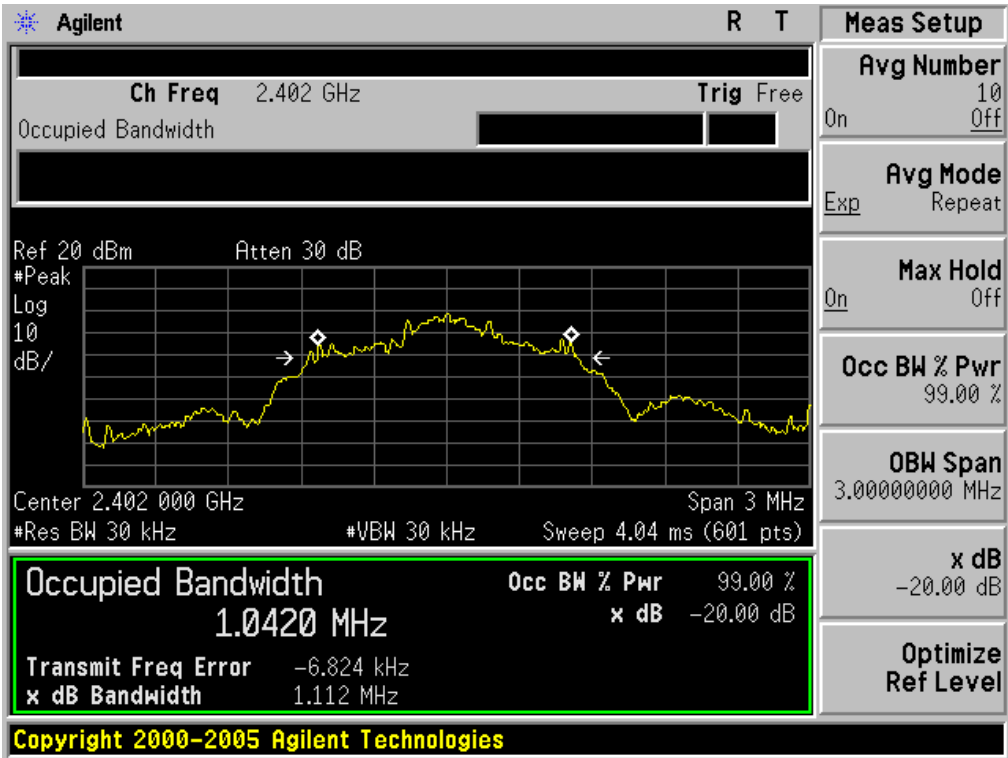 Agilent R T Meas Setup
Ch Freq 2.402 GHz Trig Free
Occupied Bandwidth
Ref 20 dBm Atten 30 dB
#Peak
Log
10
dB/
Center 2.402 000 GHz Span 3 MHz
#Res BW 30 kHz #VBW 30 kHz Sweep 4.04 ms (601 pts)
Occupied Bandwidth Occ BW % Pwr 99.00 %
1.0420 MHz x dB -20.00 dB
Transmit Freq Error -6.824 kHz
x dB Bandwidth 1.112 MHz
Copyright 2000-2005 Agilent Technologies
Avg Number
10
On Off
Avg Mode
Exp Repeat
Max Hold
On Off
Occ BW % Pwr
99.00 %
OBW Span
3.00000000 MHz
x dB
-20.00 dB
Optimize
Ref Level